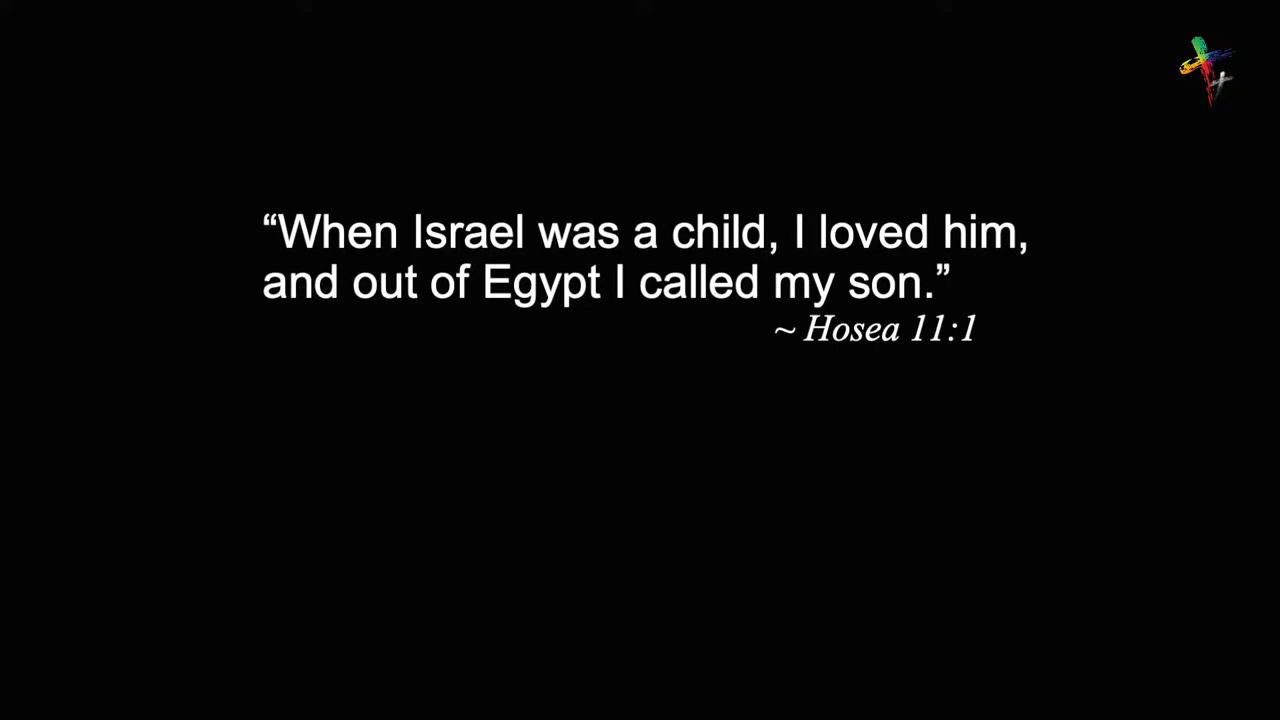 “When Israel was a child, I loved him,
and out of Egypt I called my son.”
~ Hosea 11:1